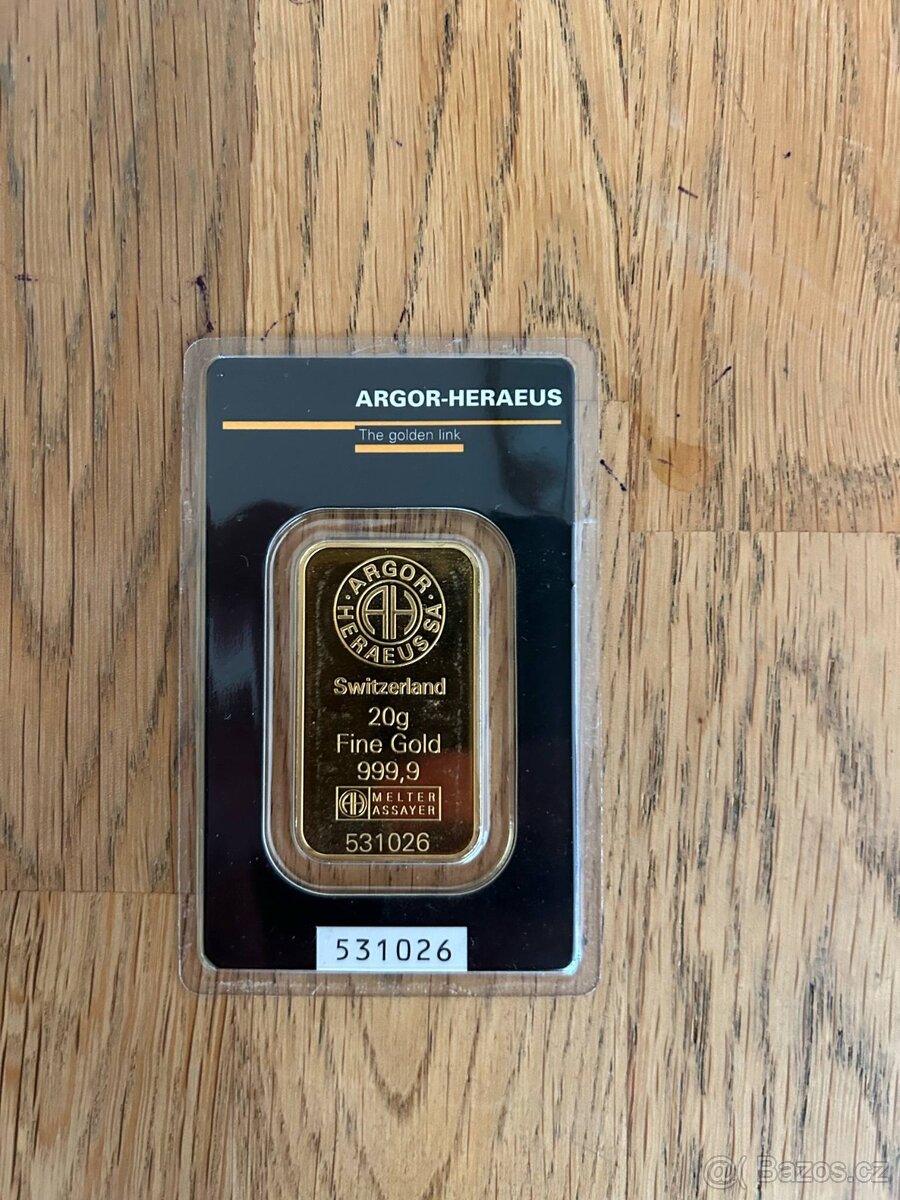 ARGOR-HERAEUS
The golden link
· ARGOR ·
HERAEUS SA
AH
Switzerland
20g
Fine Gold
999,9
AH MELTER
ASSAYER
531026
531026
@( Bazos.cz